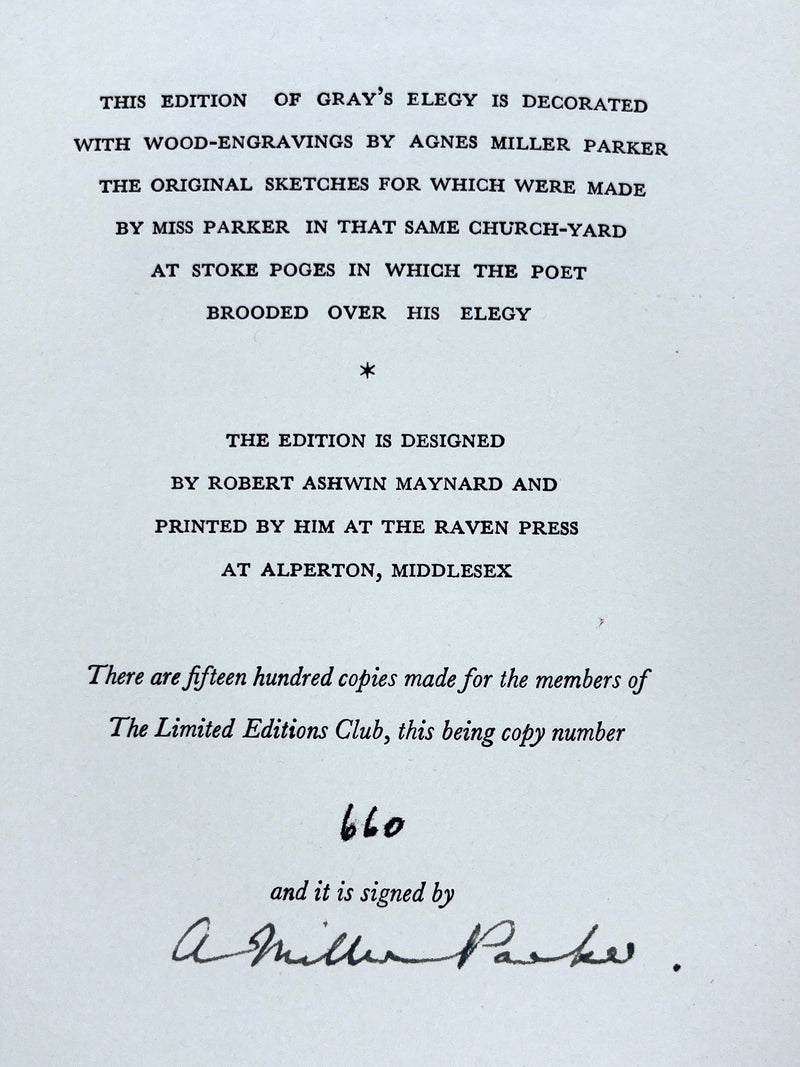 THIS EDITION OF GRAY'S ELEGY IS DECORATED
WITH WOOD-ENGRAVINGS BY AGNES MILLER PARKER
THE ORIGINAL SKETCHES FOR WHICH WERE MADE
BY MISS PARKER IN THAT SAME CHURCH-YARD
AT STOKE POGES IN WHICH THE POET
BROODED OVER HIS ELEGY
*
THE EDITION IS DESIGNED
BY ROBERT ASHWIN MAYNARD AND
PRINTED BY HIM AT THE RAVEN PRESS
AT ALPERTON, MIDDLESEX
There are fifteen hundred copies made for the members of
The Limited Editions Club, this being copy number
660
and it is signed by
A Miller Parker.